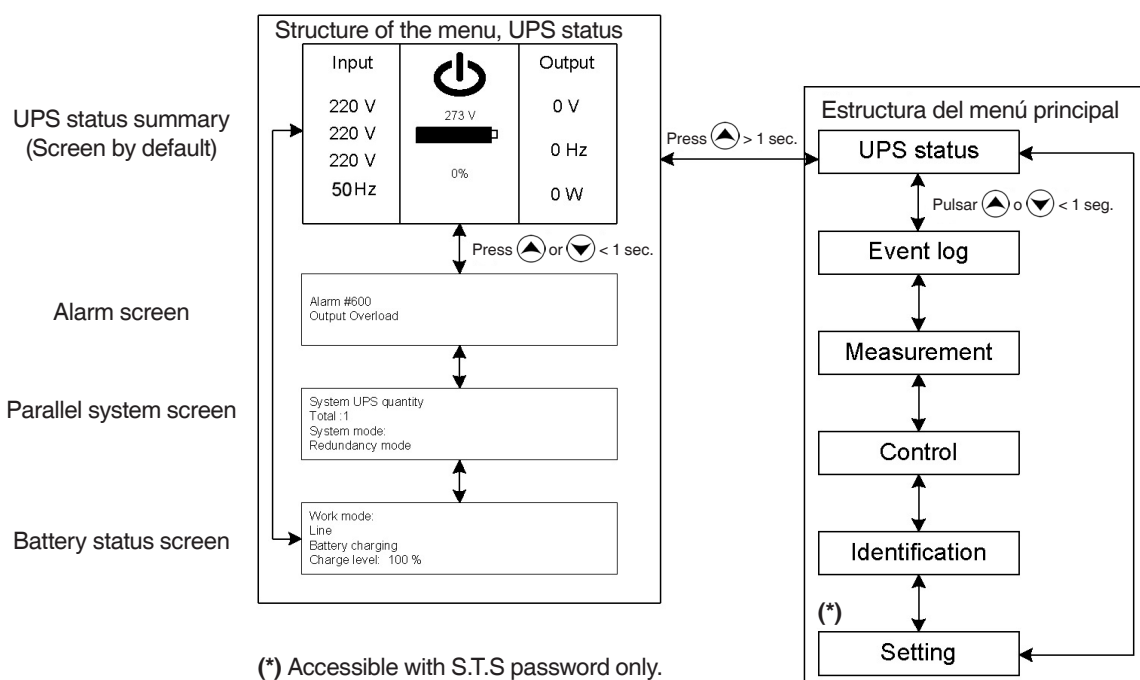 Structure of the menu, UPS status
UPS status summary
(Screen by default)
Input
220 V
220 V
220 V
50Hz
273 V
0%
Output
0 V
0 Hz
0 W
Press or < 1 sec.
Alarm screen
Alarm #600
Output Overload
Parallel system screen
System UPS quantity
Total :1
System mode:
Redundancy mode
Battery status screen
Work mode:
Line
Battery charging
Charge level: 100 %
(*) Accessible with S.T.S password only.
Press > 1 sec.
Estructura del menú principal
UPS status
Pulsar o < 1 seg.
Event log
Measurement
Control
Identification
(*)
Setting